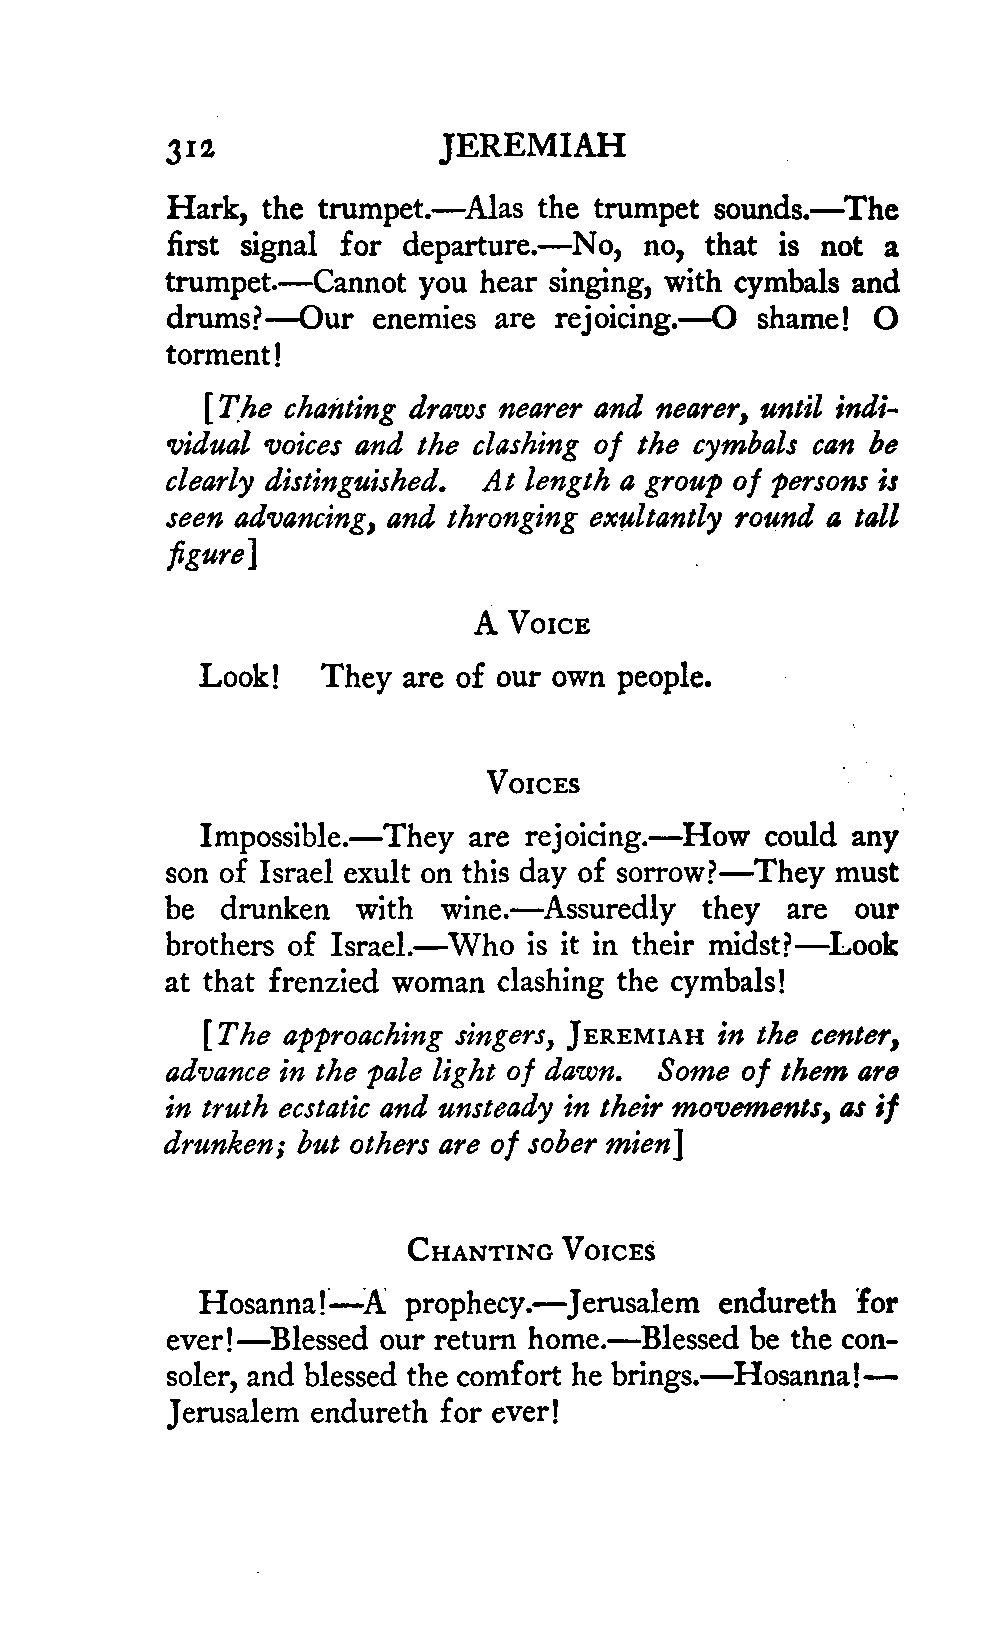 312 JEREMIAH
Hark, the trumpet.—Alas the trumpet sounds.—The
first signal for departure.—No, no, that is not a
trumpet.—Cannot you hear singing, with cymbals and
drums?—Our enemies are rejoicing.—O shame! O
torment!
[The chanting draws nearer and nearer, until indi-
vidual voices and the clashing of the cymbals can be
clearly distinguished. At length a group of persons is
seen advancing, and thronging exultantly round a tall
figure]
A VOICE
Look! They are of our own people.
VOICES
Impossible.—They are rejoicing.—How could any
son of Israel exult on this day of sorrow?—They must
be drunken with wine.—Assuredly they are our
brothers of Israel.—Who is it in their midst?—Look
at that frenzied woman clashing the cymbals!
[The approaching singers, JEREMIAH in the center,
advance in the pale light of dawn. Some of them are
in truth ecstatic and unsteady in their movements, as if
drunken; but others are of sober mien]
CHANTING VOICES
Hosanna!—A prophecy.—Jerusalem endureth for
ever!—Blessed our return home.—Blessed be the con-
soler, and blessed the comfort he brings.—Hosanna!—
Jerusalem endureth for ever!